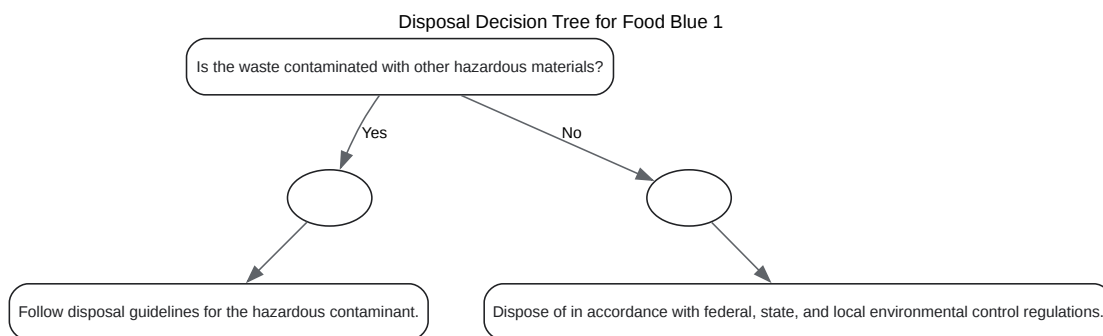 Disposal Decision Tree for Food Blue 1
Is the waste contaminated with other hazardous materials?
Yes
No
Follow disposal guidelines for the hazardous contaminant.
Dispose of in accordance with federal, state, and local environmental control regulations.